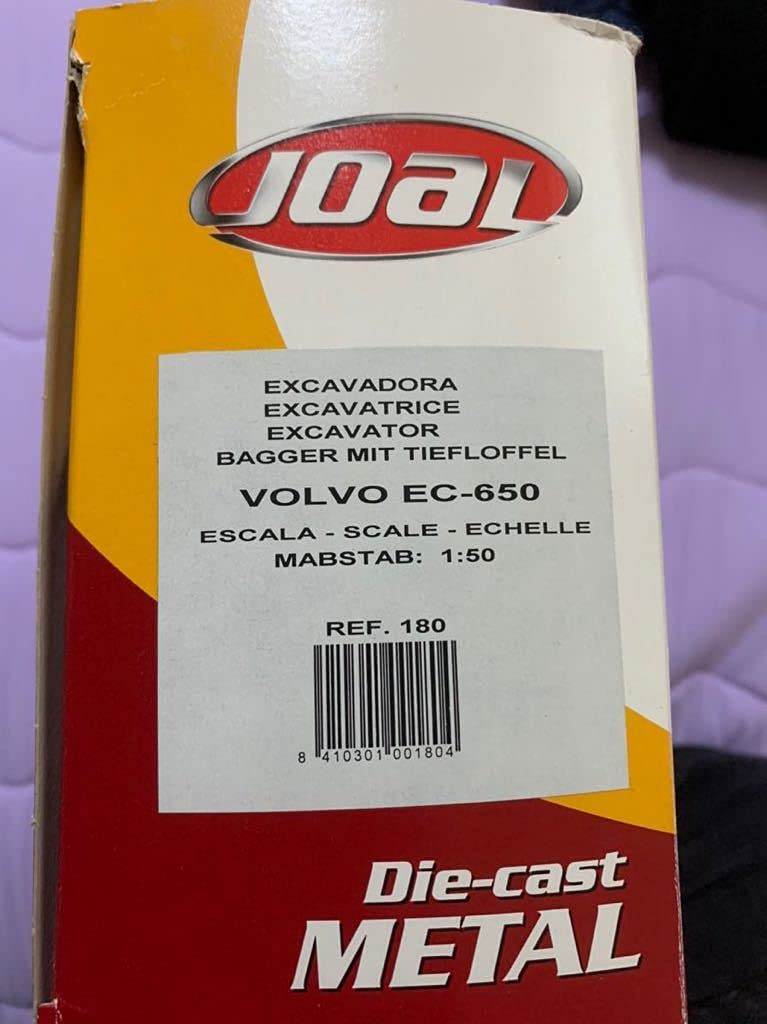 JOAL
EXCAVADORA
EXCAVATRICE
EXCAVATOR
BAGGER MIT TIEFLOFFEL
VOLVO EC-650
ESCALA - SCALE - ECHELLE
MABSTAB: 1:50
REF. 180
8 410301 001804
Die-cast
METAL